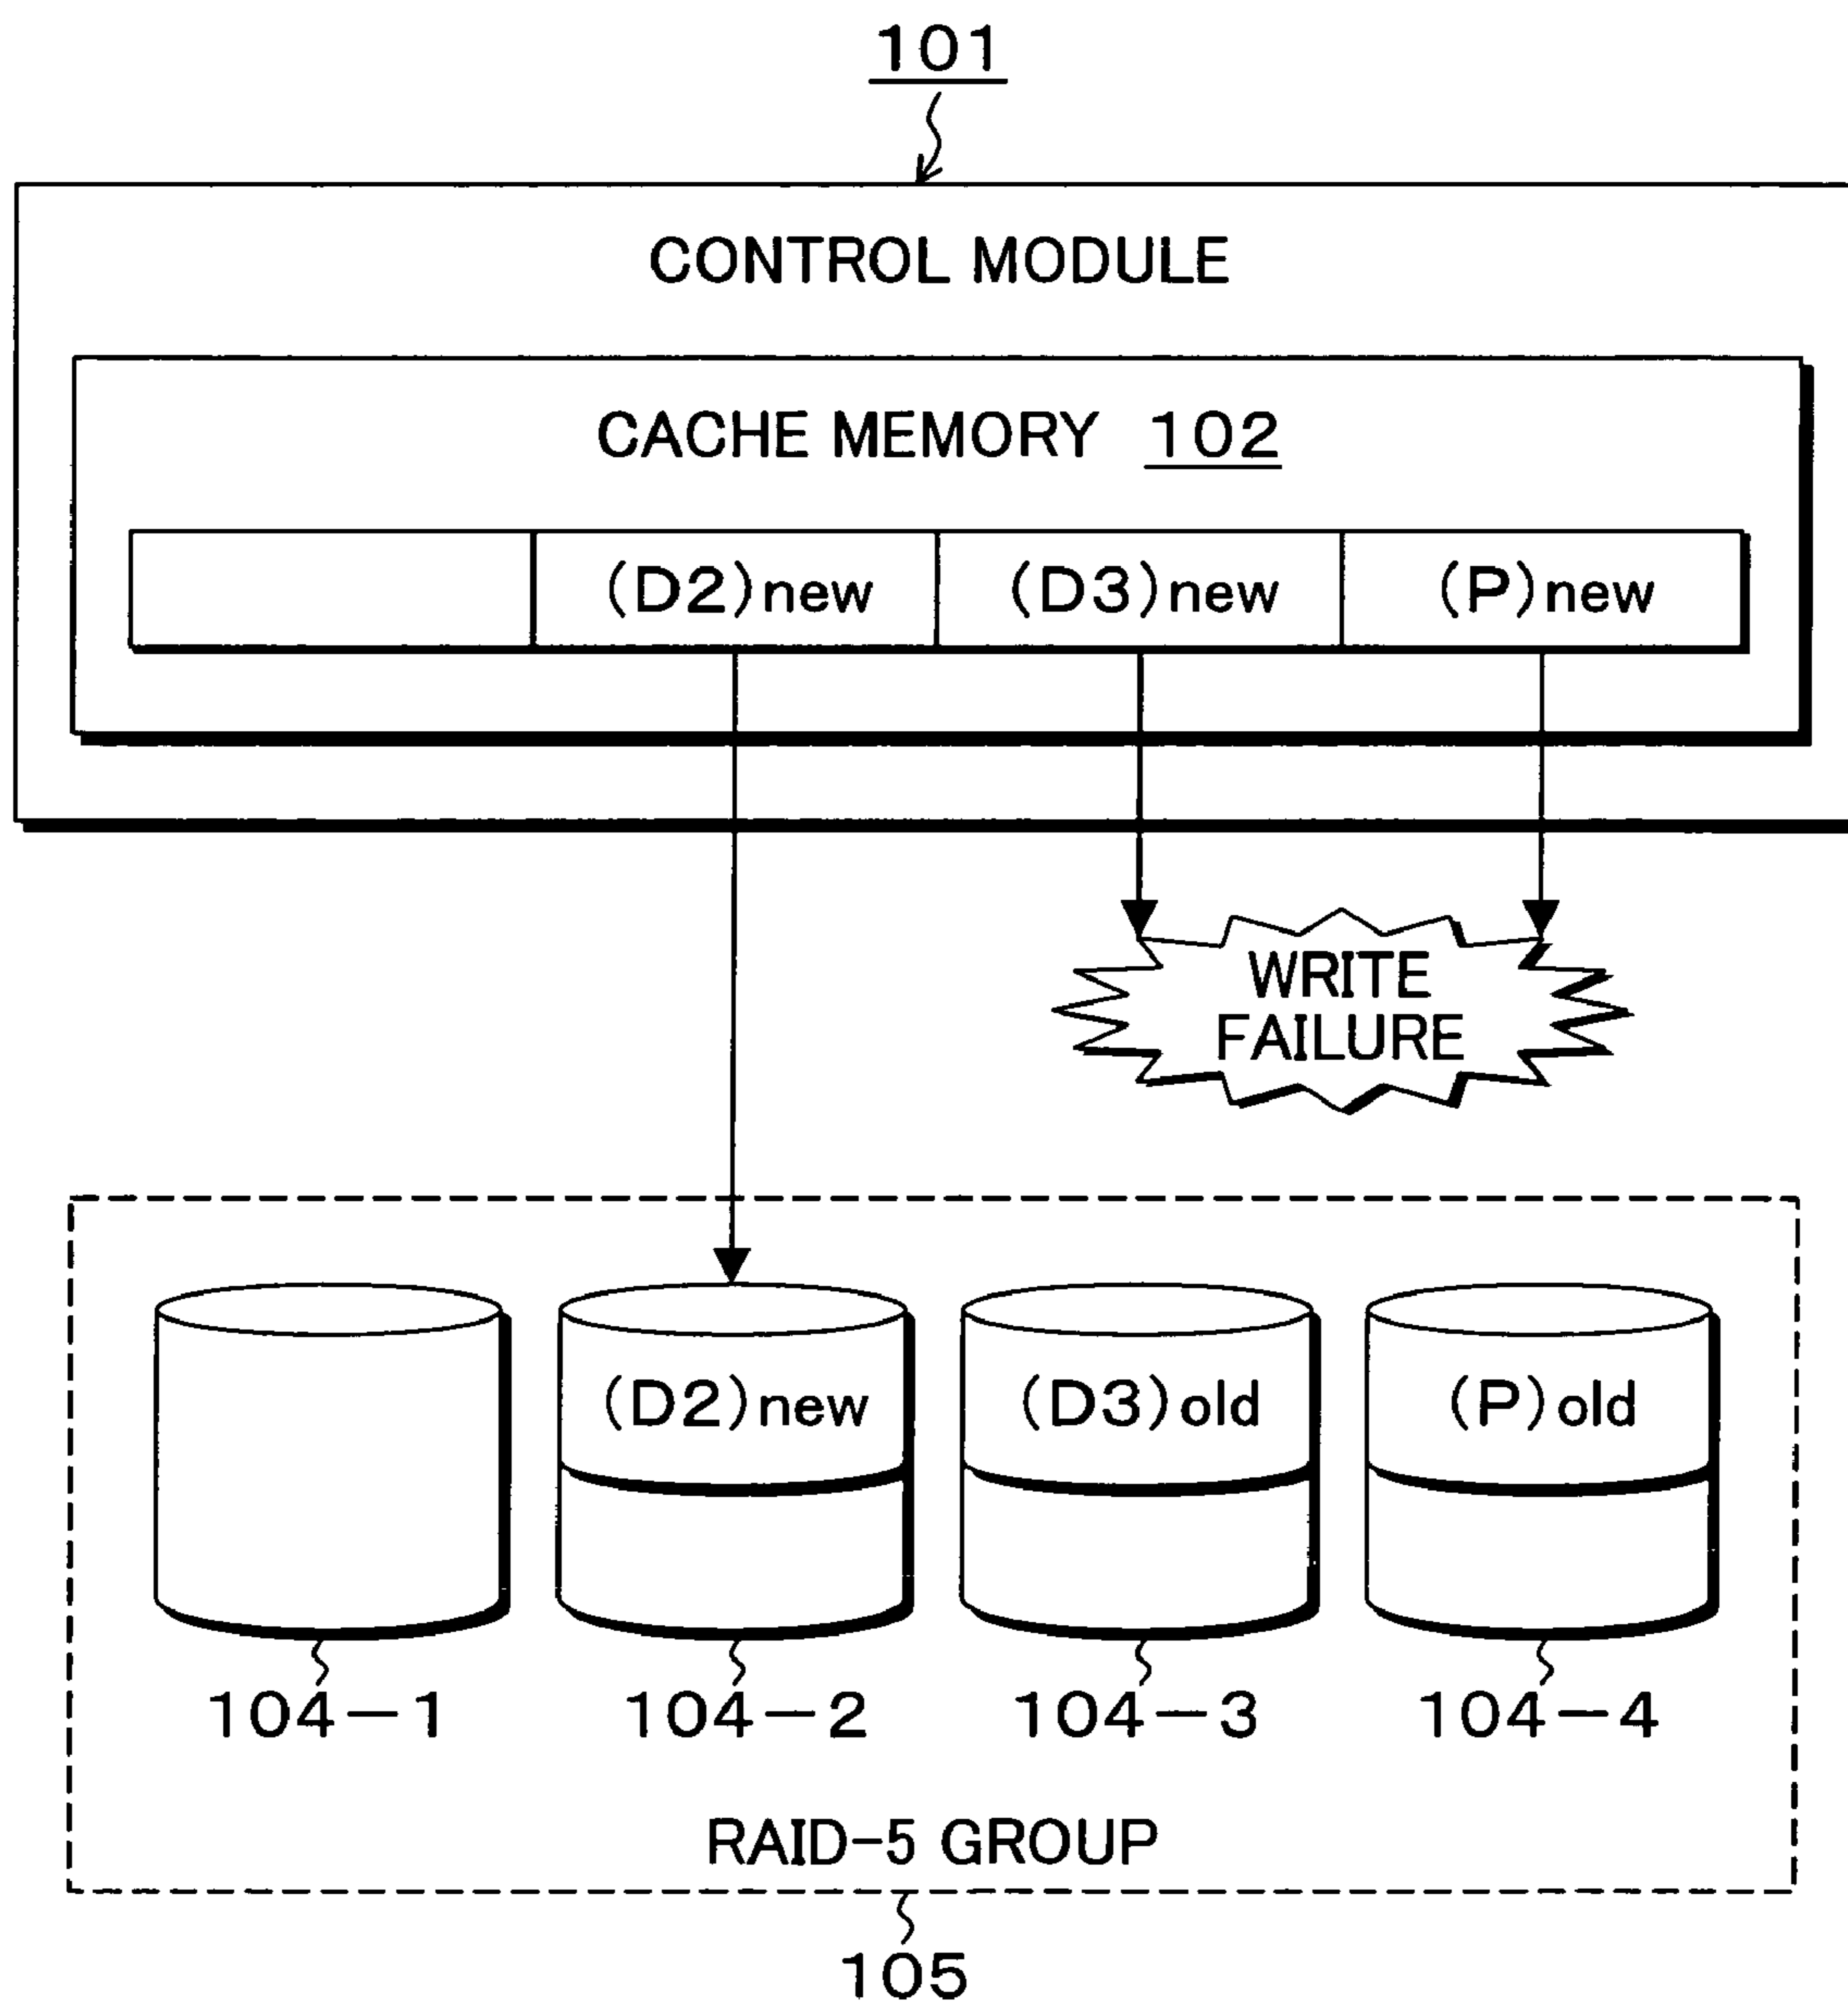 101
CONTROL MODULE
CACHE MEMORY 102
(D2)new (D3)new (P)new
WRITE
FAILURE
(D2)new (D3)old (P)old
104-1 104-2 104-3 104-4
RAID-5 GROUP
105